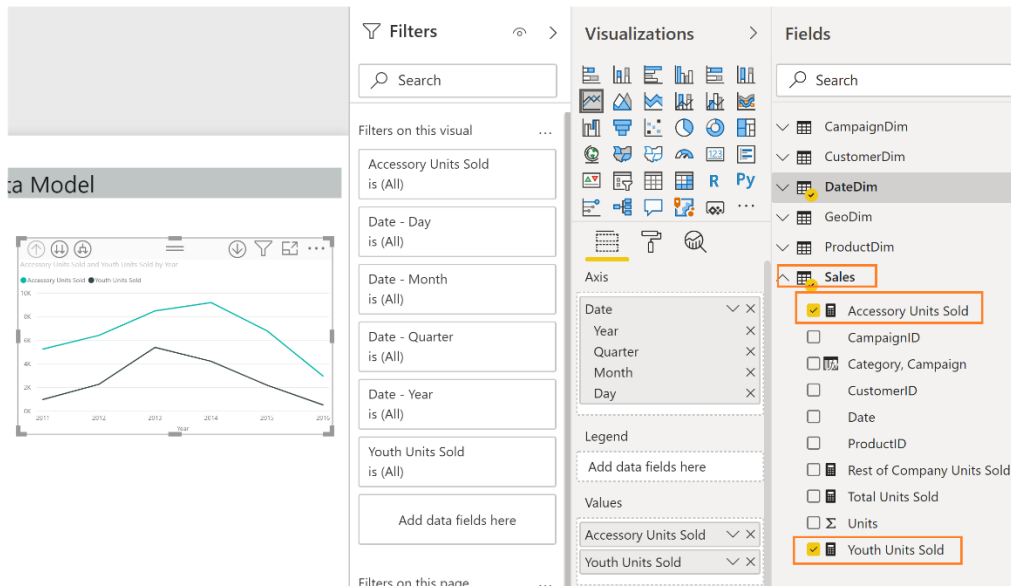 ta Model
Accessory Units Sold and Youth Units Sold by Year
Accessory Units Sold Youth Units Sold
10K
8K
6K
4K
2K
0K
2011 2012 2013 2014 2015 2016
Year
Filters
Search
Filters on this visual ...
Accessory Units Sold
is (All)
Date - Day
is (All)
Date - Month
is (All)
Date - Quarter
is (All)
Date - Year
is (All)
Youth Units Sold
is (All)
Add data fields here
Filters on this page ...
Visualizations
123
R Py
Axis
Date
Year
Quarter
Month
Day
Legend
Add data fields here
Values
Accessory Units Sold
Youth Units Sold
Fields
Search
CampaignDim
CustomerDim
DateDim
GeoDim
ProductDim
Sales
Accessory Units Sold
CampaignID
Category, Campaign
CustomerID
Date
ProductID
Rest of Company Units Sold
Total Units Sold
Σ Units
Youth Units Sold